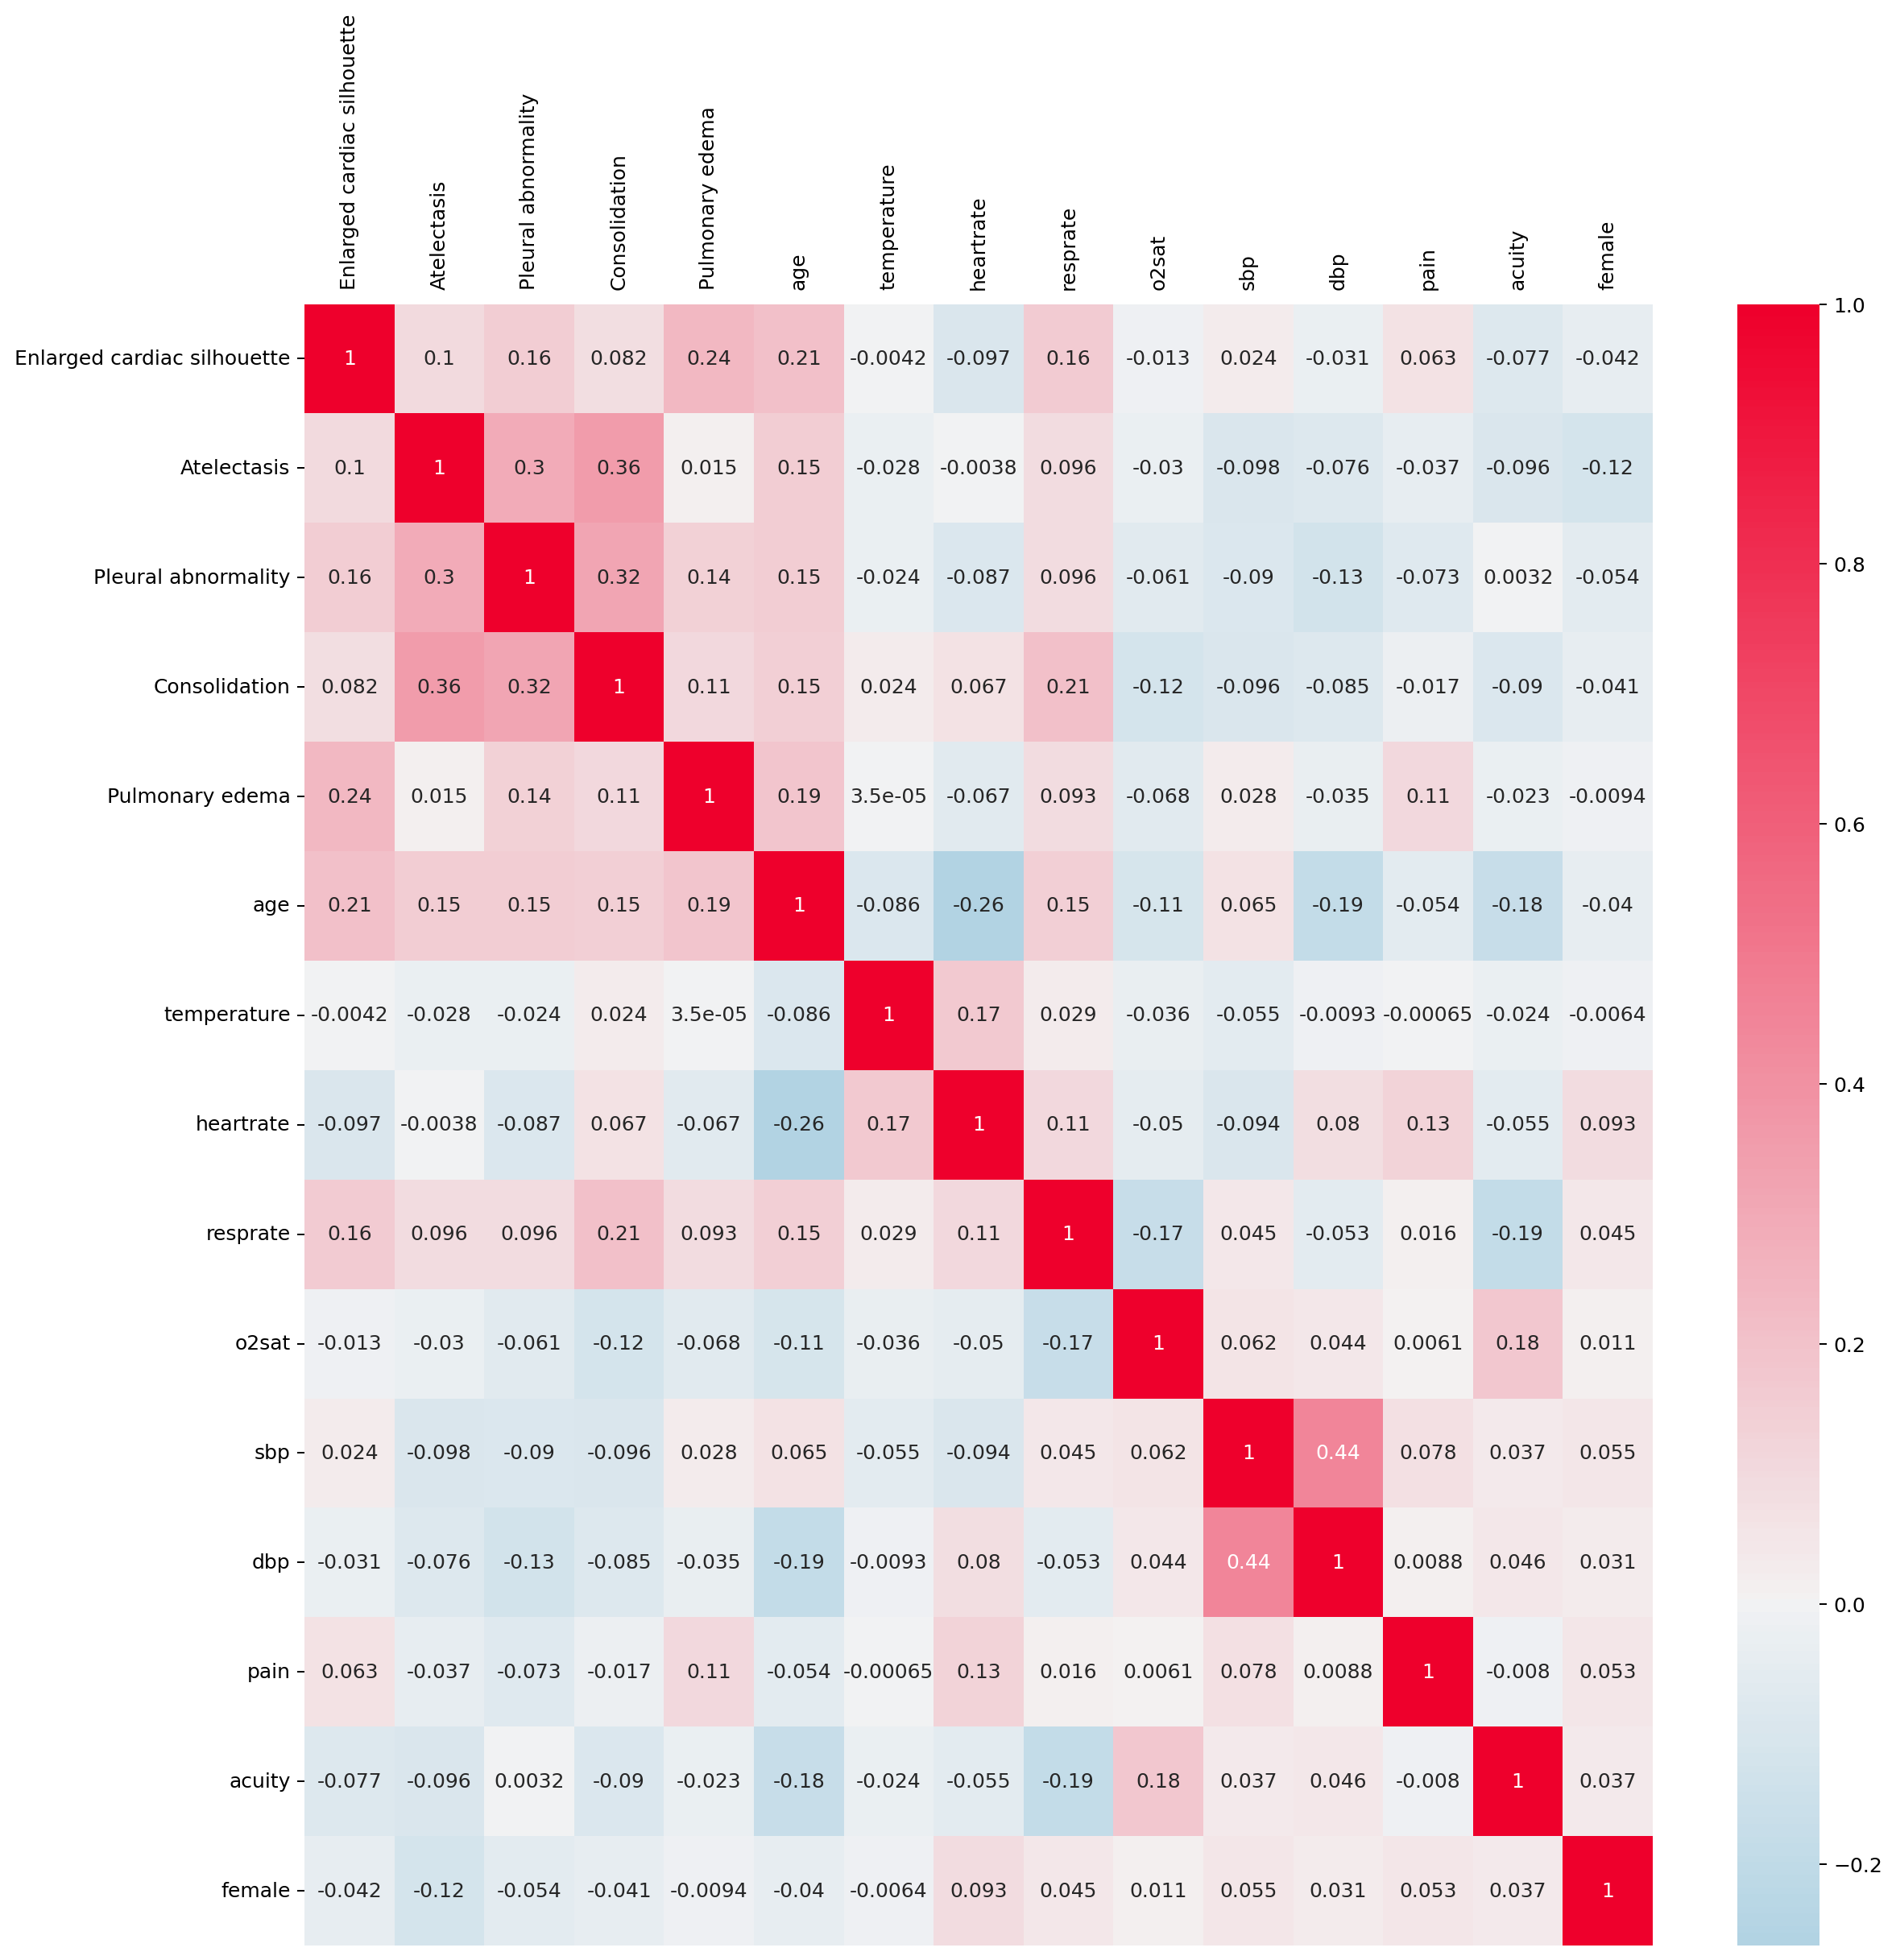 Enlarged cardiac silhouette
Atelectasis
Pleural abnormality
Consolidation
Pulmonary edema
age
temperature
heartrate
resprate
o2sat
sbp
dbp
pain
acuity
female
Enlarged cardiac silhouette 1 0.1 0.16 0.082 0.24 0.21 -0.0042 -0.097 0.16 -0.013 0.024 -0.031 0.063 -0.077 -0.042
Atelectasis 0.1 1 0.3 0.36 0.015 0.15 -0.028 -0.0038 0.096 -0.03 -0.098 -0.076 -0.037 -0.096 -0.12
Pleural abnormality 0.16 0.3 1 0.32 0.14 0.15 -0.024 -0.087 0.096 -0.061 -0.09 -0.13 -0.073 0.0032 -0.054
Consolidation 0.082 0.36 0.32 1 0.11 0.15 0.024 0.067 0.21 -0.12 -0.096 -0.085 -0.017 -0.09 -0.041
Pulmonary edema 0.24 0.015 0.14 0.11 1 0.19 3.5e-05 -0.067 0.093 -0.068 0.028 -0.035 0.11 -0.023 -0.0094
age 0.21 0.15 0.15 0.15 0.19 1 -0.086 -0.26 0.15 -0.11 0.065 -0.19 -0.054 -0.18 -0.04
temperature -0.0042 -0.028 -0.024 0.024 3.5e-05 -0.086 1 0.17 0.029 -0.036 -0.055 -0.0093 -0.00065 -0.024 -0.0064
heartrate -0.097 -0.0038 -0.087 0.067 -0.067 -0.26 0.17 1 0.11 -0.05 -0.094 0.08 0.13 -0.055 0.093
resprate 0.16 0.096 0.096 0.21 0.093 0.15 0.029 0.11 1 -0.17 0.045 -0.053 0.016 -0.19 0.045
o2sat -0.013 -0.03 -0.061 -0.12 -0.068 -0.11 -0.036 -0.05 -0.17 1 0.062 0.044 0.0061 0.18 0.011
sbp 0.024 -0.098 -0.09 -0.096 0.028 0.065 -0.055 -0.094 0.045 0.062 1 0.44 0.078 0.037 0.055
dbp -0.031 -0.076 -0.13 -0.085 -0.035 -0.19 -0.0093 0.08 -0.053 0.044 0.44 1 0.0088 0.046 0.031
pain 0.063 -0.037 -0.073 -0.017 0.11 -0.054 -0.00065 0.13 0.016 0.0061 0.078 0.0088 1 -0.008 0.053
acuity -0.077 -0.096 0.0032 -0.09 -0.023 -0.18 -0.024 -0.055 -0.19 0.18 0.037 0.046 -0.008 1 0.037
female -0.042 -0.12 -0.054 -0.041 -0.0094 -0.04 -0.0064 0.093 0.045 0.011 0.055 0.031 0.053 0.037 1
1.0
0.8
0.6
0.4
0.2
0.0
−0.2